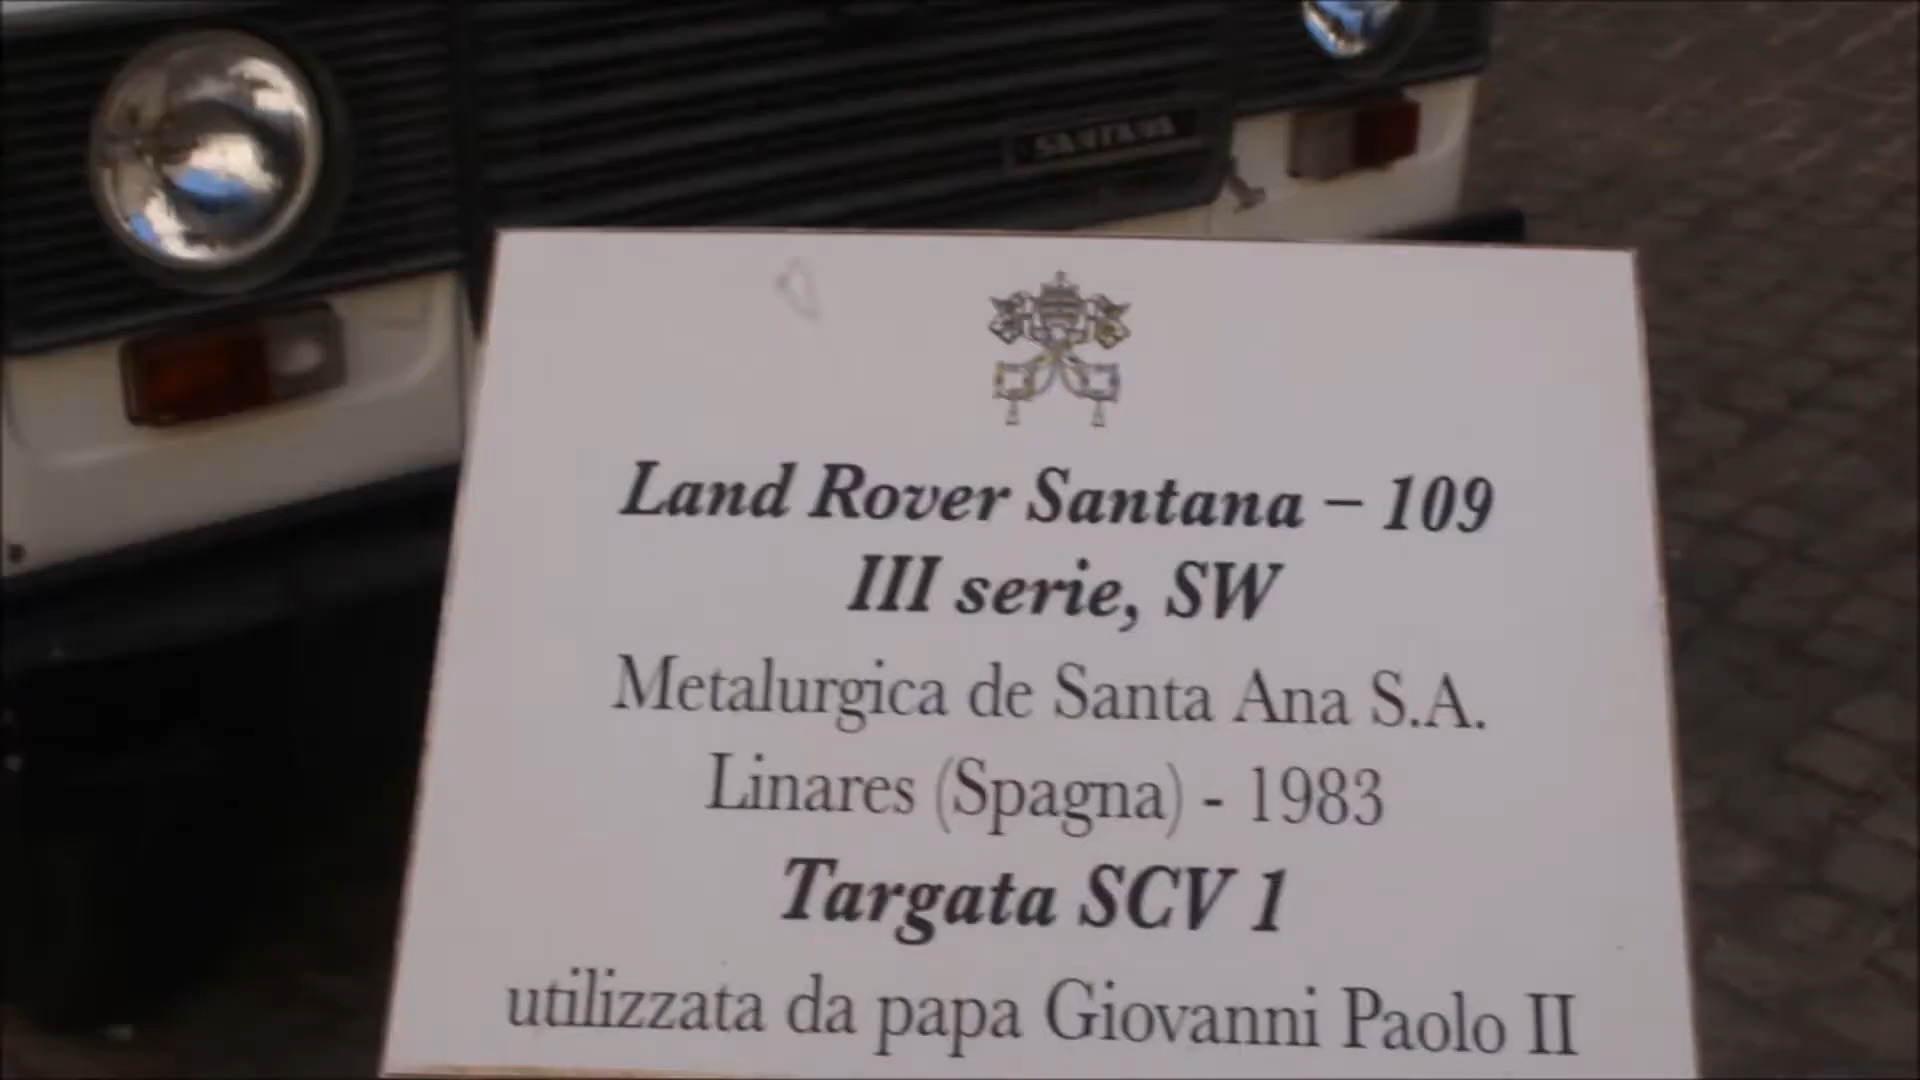 SANTANA
Land Rover Santana – 109
III serie, SW
Metalurgica de Santa Ana S.A.
Linares (Spagna) - 1983
Targata SCV 1
utilizzata da papa Giovanni Paolo II